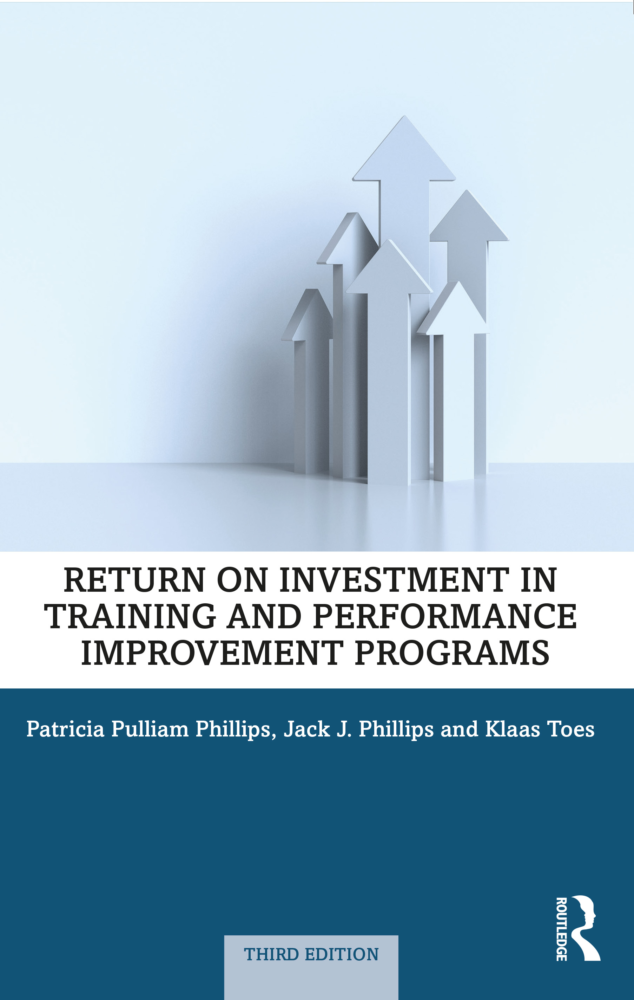 RETURN ON INVESTMENT IN
TRAINING AND PERFORMANCE
IMPROVEMENT PROGRAMS
Patricia Pulliam Phillips, Jack J. Phillips and Klaas Toes
ROUTLEDGE
THIRD EDITION